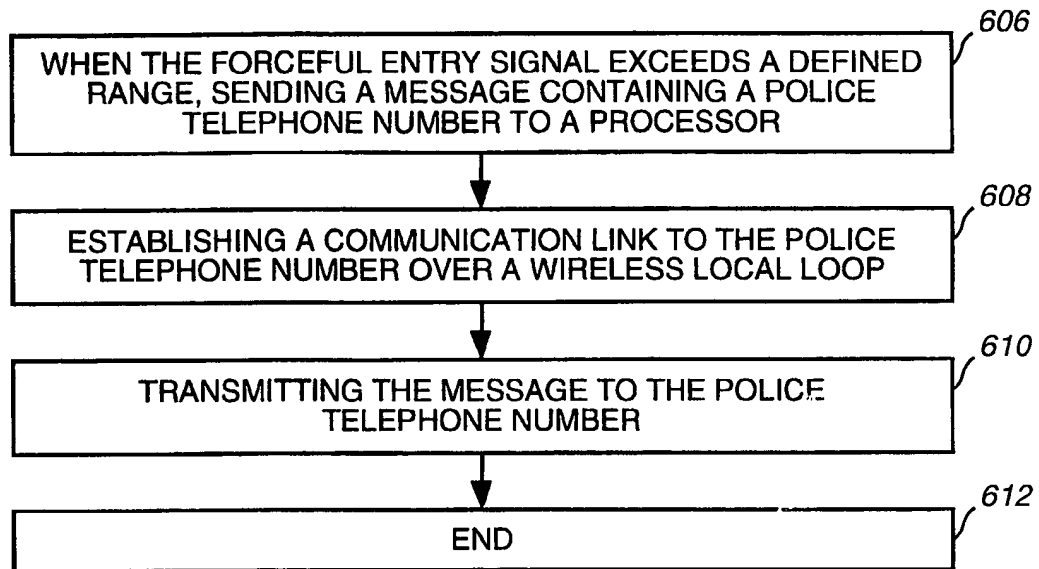 606
WHEN THE FORCEFUL ENTRY SIGNAL EXCEEDS A DEFINED
RANGE, SENDING A MESSAGE CONTAINING A POLICE
TELEPHONE NUMBER TO A PROCESSOR
608
ESTABLISHING A COMMUNICATION LINK TO THE POLICE
TELEPHONE NUMBER OVER A WIRELESS LOCAL LOOP
610
TRANSMITTING THE MESSAGE TO THE POLICE
TELEPHONE NUMBER
612
END